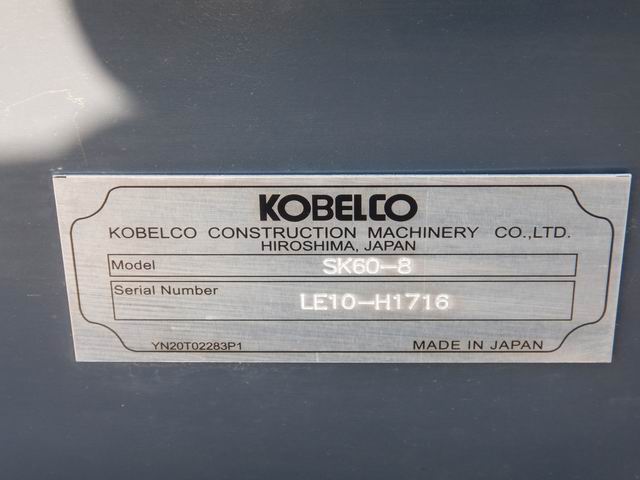 KOBELCO
KOBELCO CONSTRUCTION MACHINERY CO.,LTD.
HIROSHIMA, JAPAN
Model SK60-8
Serial Number LE10-H1716
YN20T02283P1 MADE IN JAPAN